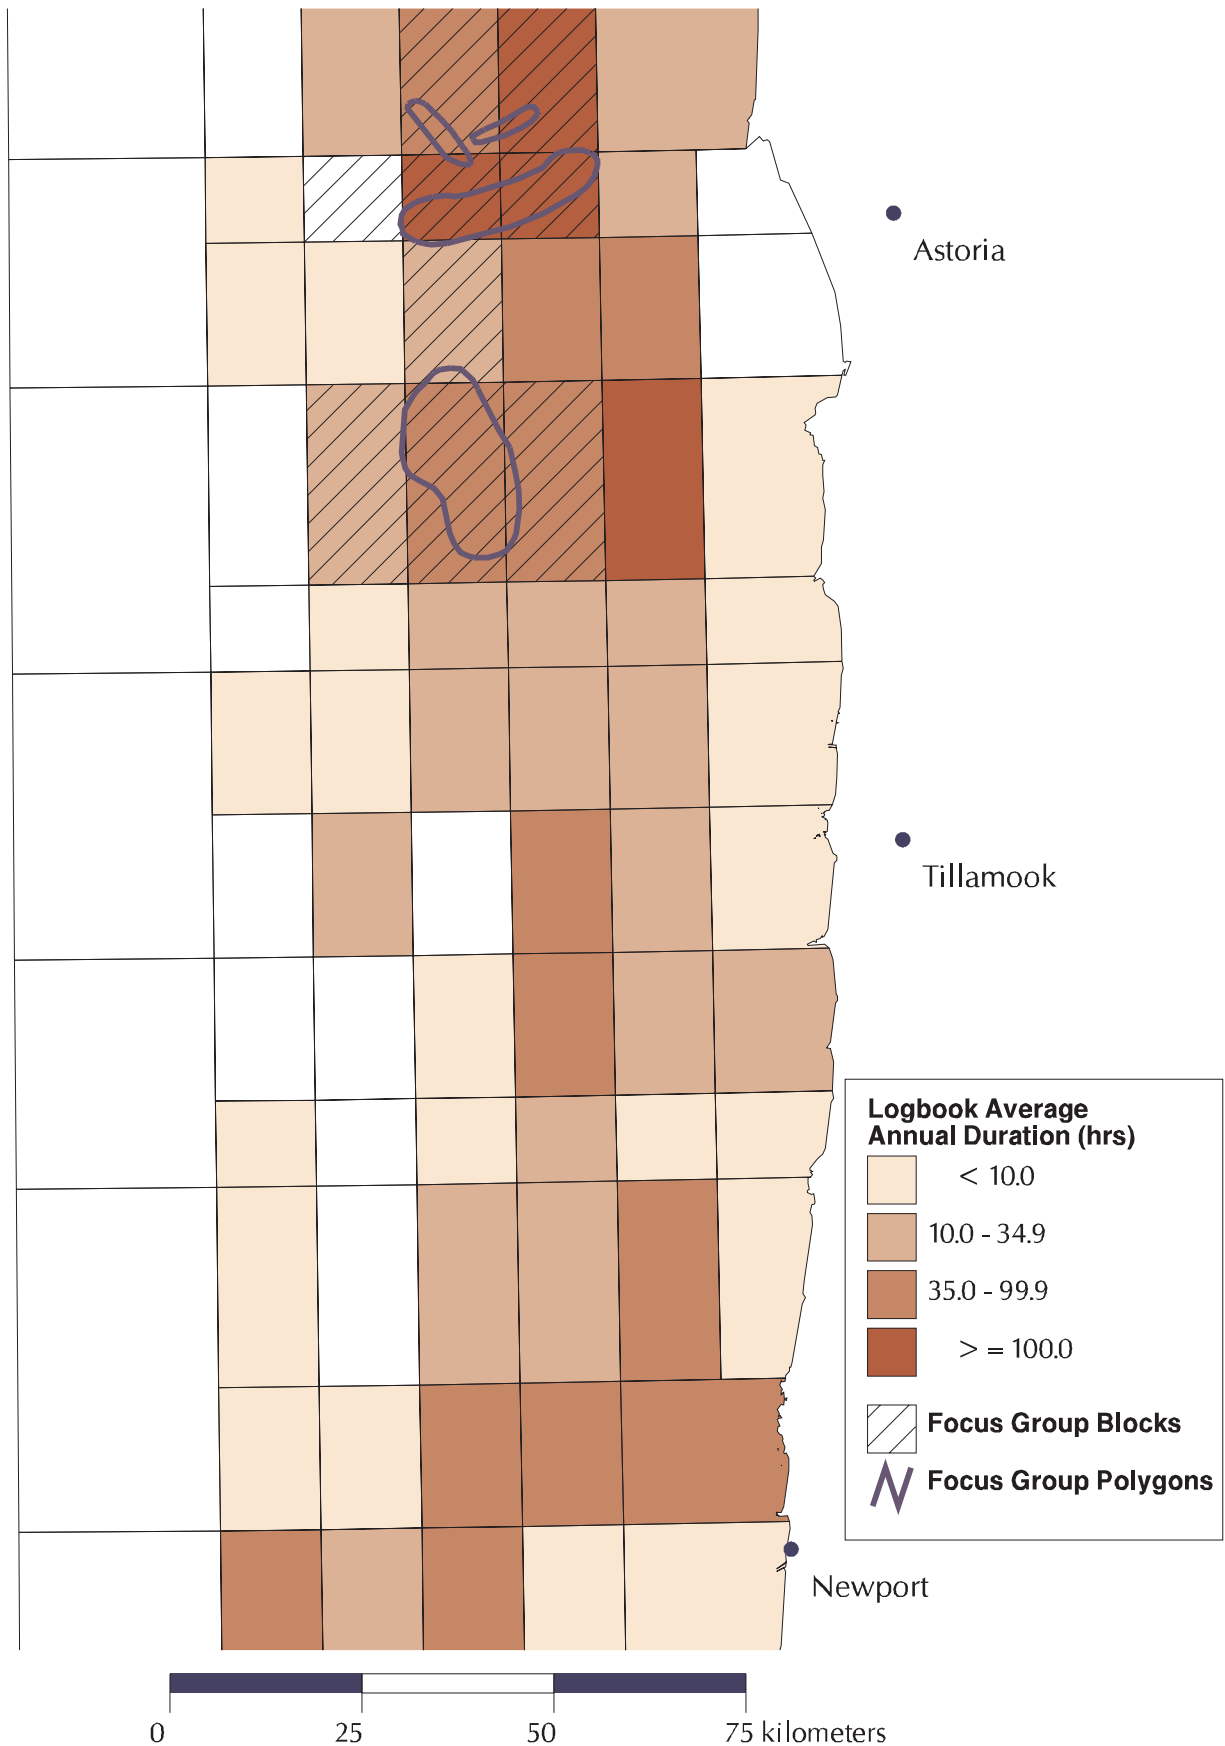 Astoria
Tillamook
Logbook Average
Annual Duration (hrs)
< 10.0
10.0 - 34.9
35.0 - 99.9
> = 100.0
Focus Group Blocks
Focus Group Polygons
Newport
0 25 50 75 kilometers